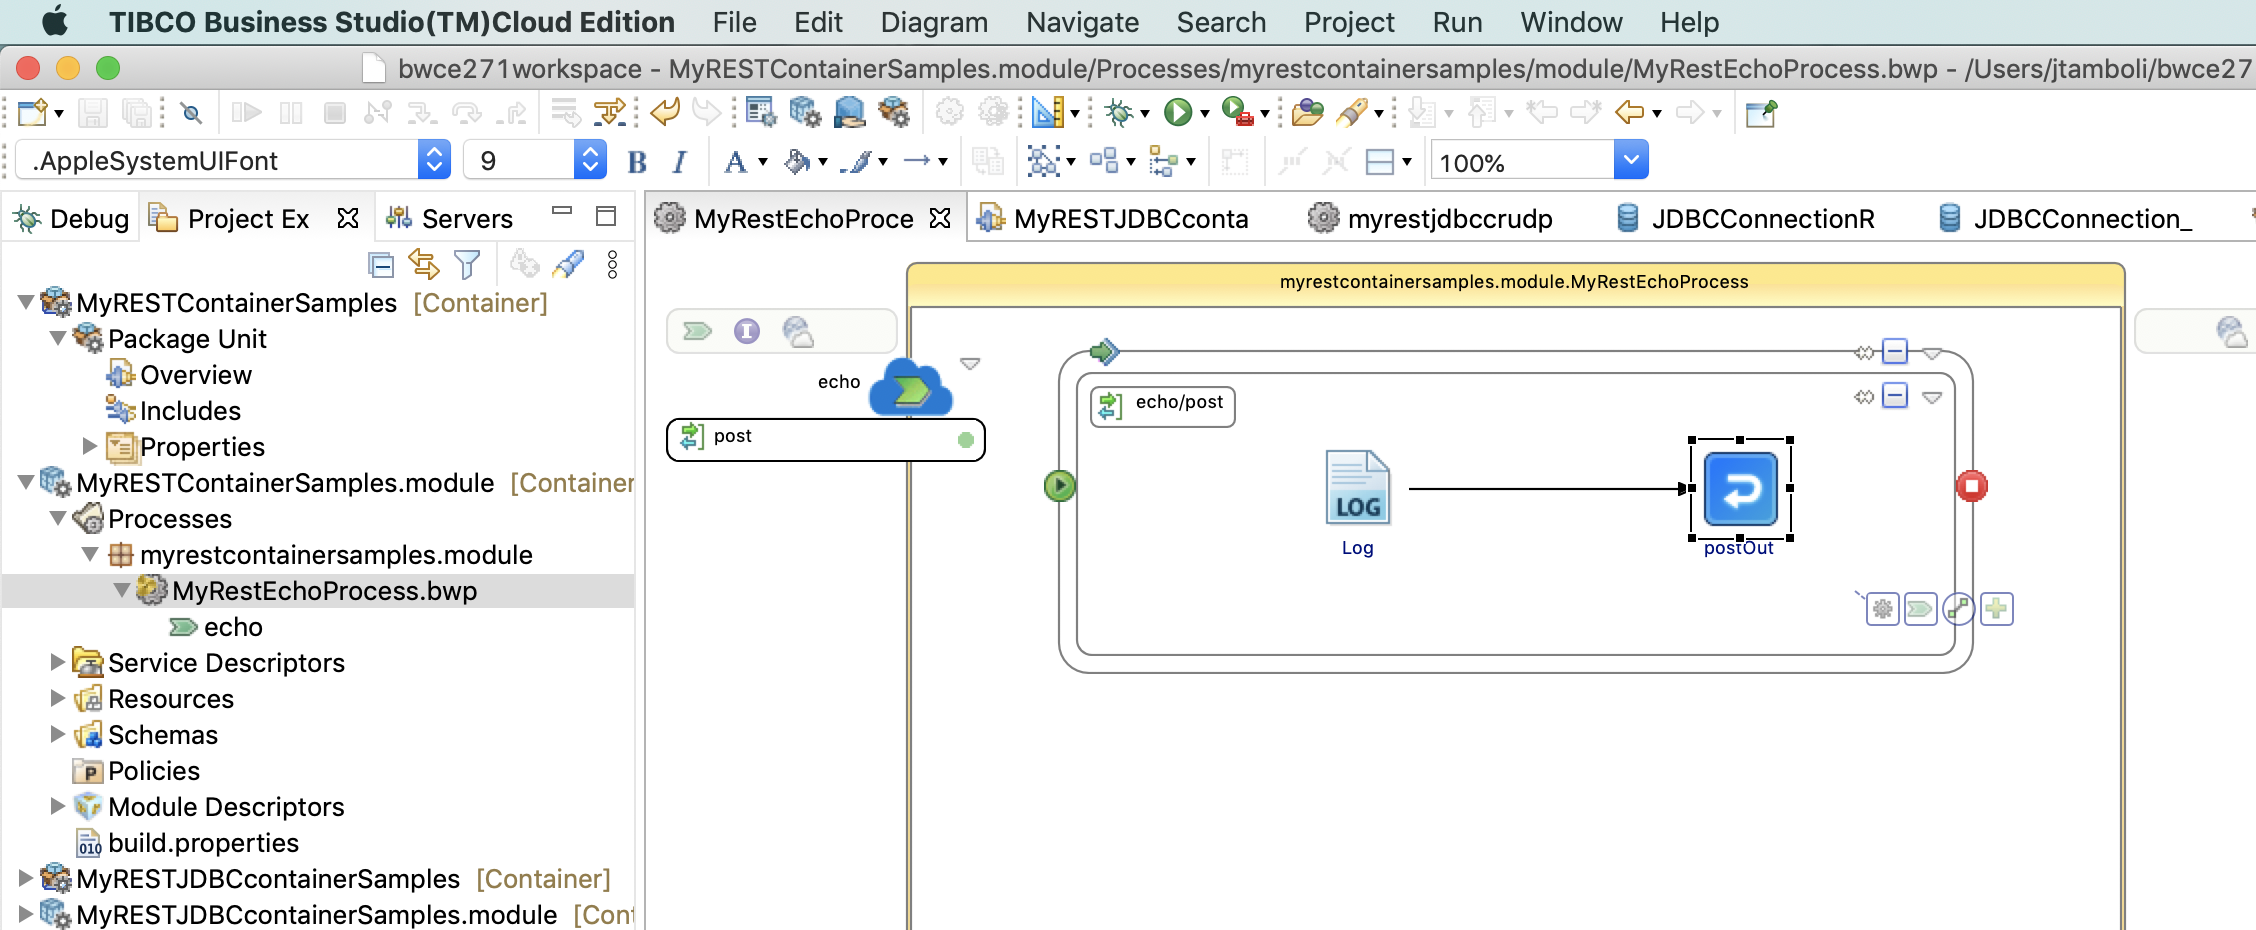 TIBCO Business Studio(TM)Cloud Edition File Edit Diagram Navigate Search Project Run Window Help
bwce271workspace - MyRESTContainerSamples.module/Processes/myrestcontainersamples/module/MyRestEchoProcess.bwp - /Users/jtamboli/bwce27
.AppleSystemUIFont 9 B I A 100%
Debug Project Ex Servers MyRestEchoProce MyRESTJDBCconta myrestjdbccrudp JDBCConnectionR JDBCConnection_
MyRESTContainerSamples [Container]
Package Unit
Overview
Includes
Properties
MyRESTContainerSamples.module [Container
Processes
myrestcontainersamples.module
MyRestEchoProcess.bwp
echo
Service Descriptors
Resources
Schemas
P Policies
Module Descriptors
010 build.properties
MyRESTJDBCcontainerSamples [Container]
MyRESTJDBCcontainerSamples.module [Cont
myrestcontainersamples.module.MyRestEchoProcess
I
echo
post
echo/post
LOG
Log
postOut